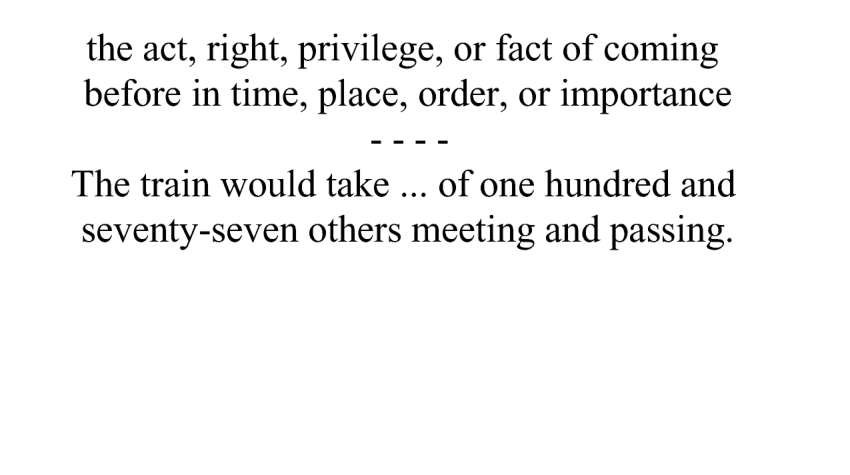 the act, right, privilege, or fact of coming
before in time, place, order, or importance
- - - -
The train would take ... of one hundred and
seventy-seven others meeting and passing.